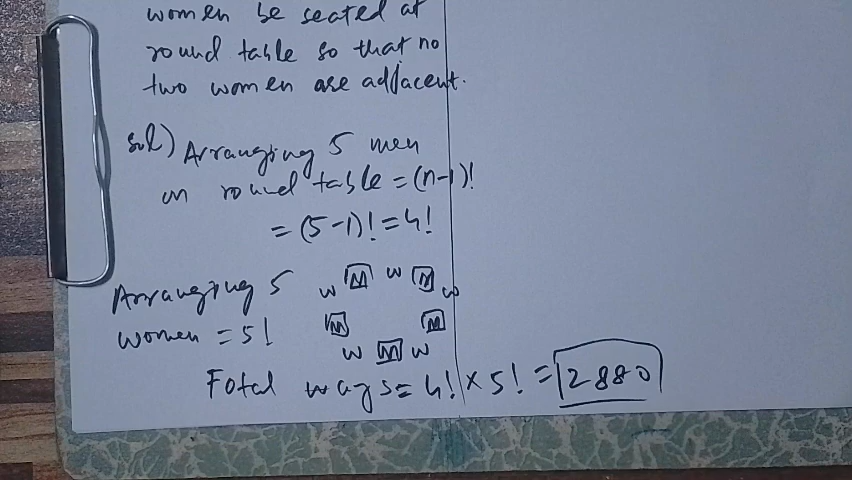 women be seated at
round table so that no
two women are adjacent.
sol) Arranging 5 men
on round table = (n-1)!
= (5-1)! = 4!
Arranging 5
women = 5!
W M W M W
M M
W M W
Total ways = 4! × 5! = 2880